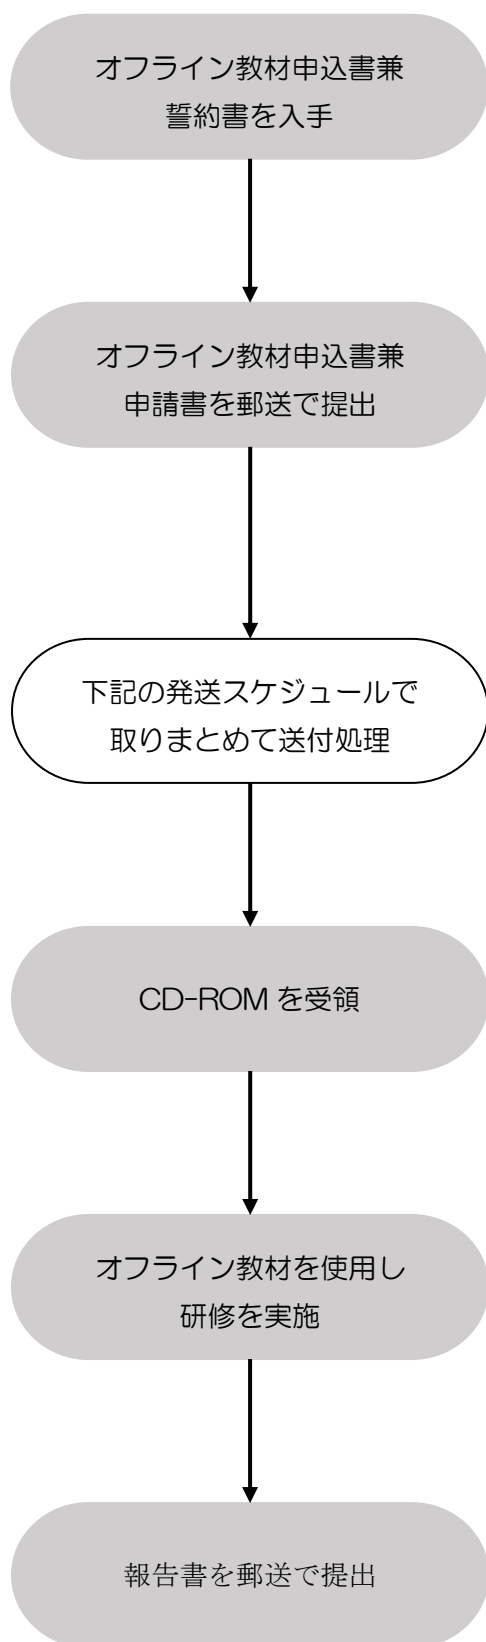 オフライン教材申込書兼
誓約書を入手
オフライン教材申込書兼
申請書を郵送で提出
下記の発送スケジュールで
取りまとめて送付処理
CD-ROM を受領
オフライン教材を使用し
研修を実施
報告書を郵送で提出